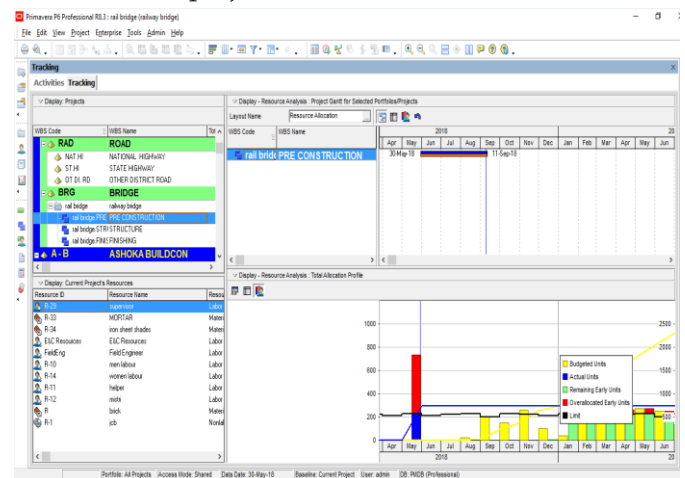 Primavera P6 Professional R8.3 : rail bridge (railway bridge)
File Edit View Project Enterprise Tools Admin Help
Tracking
Activities Tracking
Display: Projects
WBS Code WBS Name Tot
RAD ROAD
NAT.HI NATIONAL HIGHWAY
ST.HI STATE HIGHWAY
OT DI. RD OTHER DISTRICT ROAD
BRG BRIDGE
rail bridge railway bridge
rail bridge.PRE PRE CONSTRUCTION
rail bridge.STR STRUCTURE
rail bridge.FINI FINISHING
A - B ASHOKA BUILDCON
Display - Resource Analysis : Project Gantt for Selected Portfolios/Projects
Layout Name Resource Allocation
WBS Code WBS Name
2018 20
Apr May Jun Jul Aug Sep Oct Nov Dec Jan Feb Mar Apr May Jun
rail bridg PRE CONSTRUCTION
30-May-18 11-Sep-18
Display: Current Project's Resources
Resource ID Resource Name Resou
R-29 supervisor Labor
R-33 MORTAR Materi
R-34 iron sheet shades Materi
E&C Resources E&C Resources Labor
FieldEng Field Engineer Labor
R-10 men labour Labor
R-14 women labour Labor
R-11 helper Labor
R-12 mistri Labor
R brick Materi
R-1 jcb Nonla
Display - Resource Analysis : Total Allocation Profile
1000 2500
800 2000
600 1500
400 1000
200 500
0
Budgeted Units
Actual Units
Remaining Early Units
Overallocated Early Units
Limit
Apr May Jun Jul Aug Sep Oct Nov Dec Jan Feb Mar Apr May Jun
2018 20
Portfolio: All Projects Access Mode: Shared Data Date: 30-May-18 Baseline: Current Project User: admin DB: PMDB (Professional)